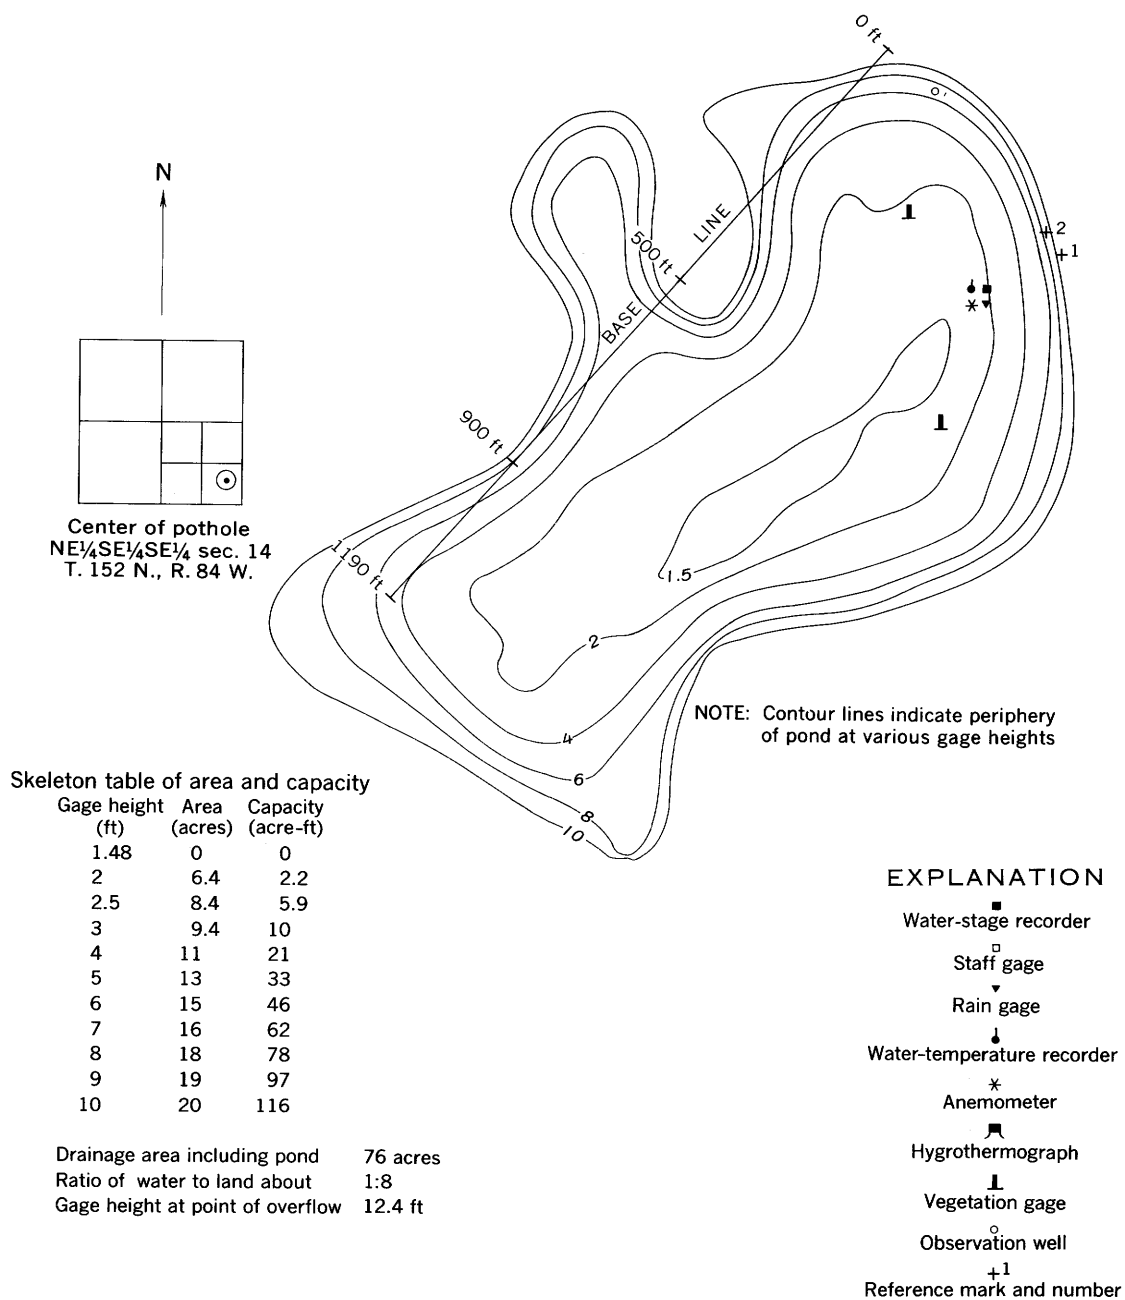 0 ft
N
LINE
500 ft
2
1
BASE
900 ft
Center of pothole
NE¼SE¼SE¼ sec. 14
T. 152 N., R. 84 W.
1190 ft
1.5
2
4
6
8
10
NOTE: Contour lines indicate periphery
of pond at various gage heights
Skeleton table of area and capacity
Gage height Area Capacity
(ft) (acres) (acre-ft)
1.48 0 0
2 6.4 2.2
2.5 8.4 5.9
3 9.4 10
4 11 21
5 13 33
6 15 46
7 16 62
8 18 78
9 19 97
10 20 116
Drainage area including pond 76 acres
Ratio of water to land about 1:8
Gage height at point of overflow 12.4 ft
EXPLANATION
Water-stage recorder
Staff gage
Rain gage
Water-temperature recorder
Anemometer
Hygrothermograph
Vegetation gage
Observation well
+1
Reference mark and number